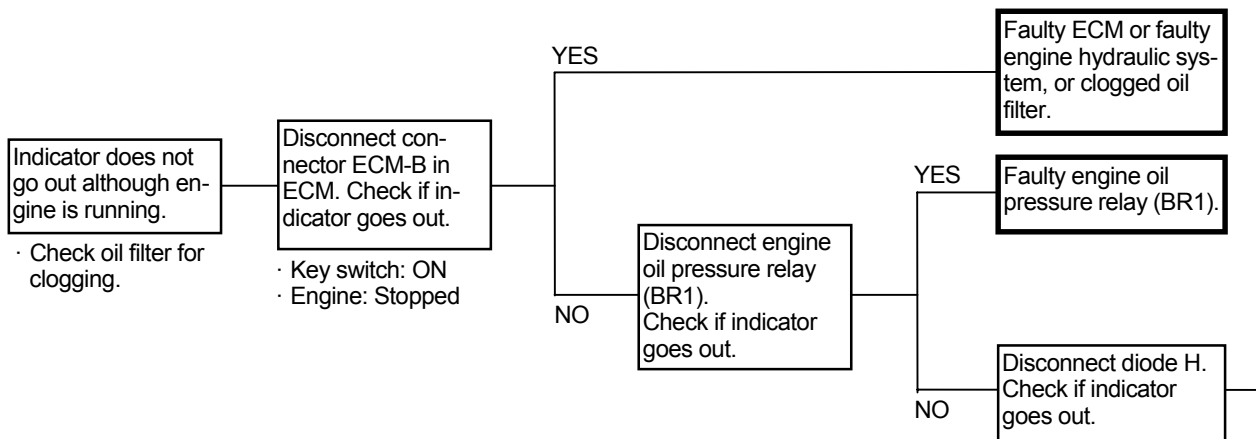 Indicator does not
go out although en-
gine is running.
· Check oil filter for
clogging.
Disconnect con-
nector ECM-B in
ECM. Check if in-
dicator goes out.
· Key switch: ON
· Engine: Stopped
YES
Faulty ECM or faulty
engine hydraulic sys-
tem, or clogged oil
filter.
NO
Disconnect engine
oil pressure relay
(BR1).
Check if indicator
goes out.
YES
Faulty engine oil
pressure relay (BR1).
NO
Disconnect diode H.
Check if indicator
goes out.